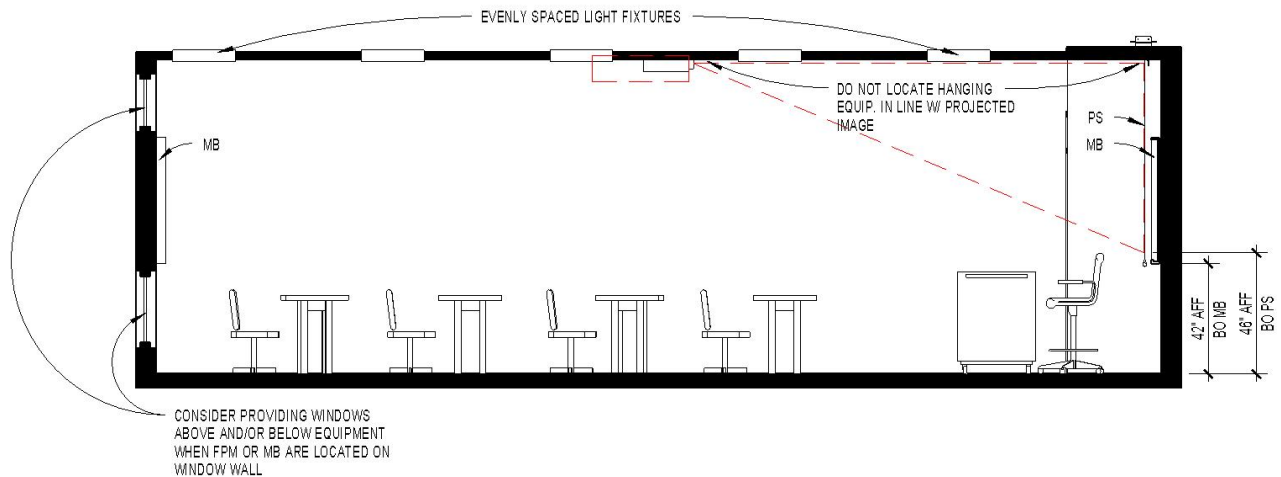 EVENLY SPACED LIGHT FIXTURES
DO NOT LOCATE HANGING
EQUIP. IN LINE W/ PROJECTED
IMAGE
PS
MB
MB
42" AFF
BO MB
46" AFF
BO PS
CONSIDER PROVIDING WINDOWS
ABOVE AND/OR BELOW EQUIPMENT
WHEN FPM OR MB ARE LOCATED ON
WINDOW WALL